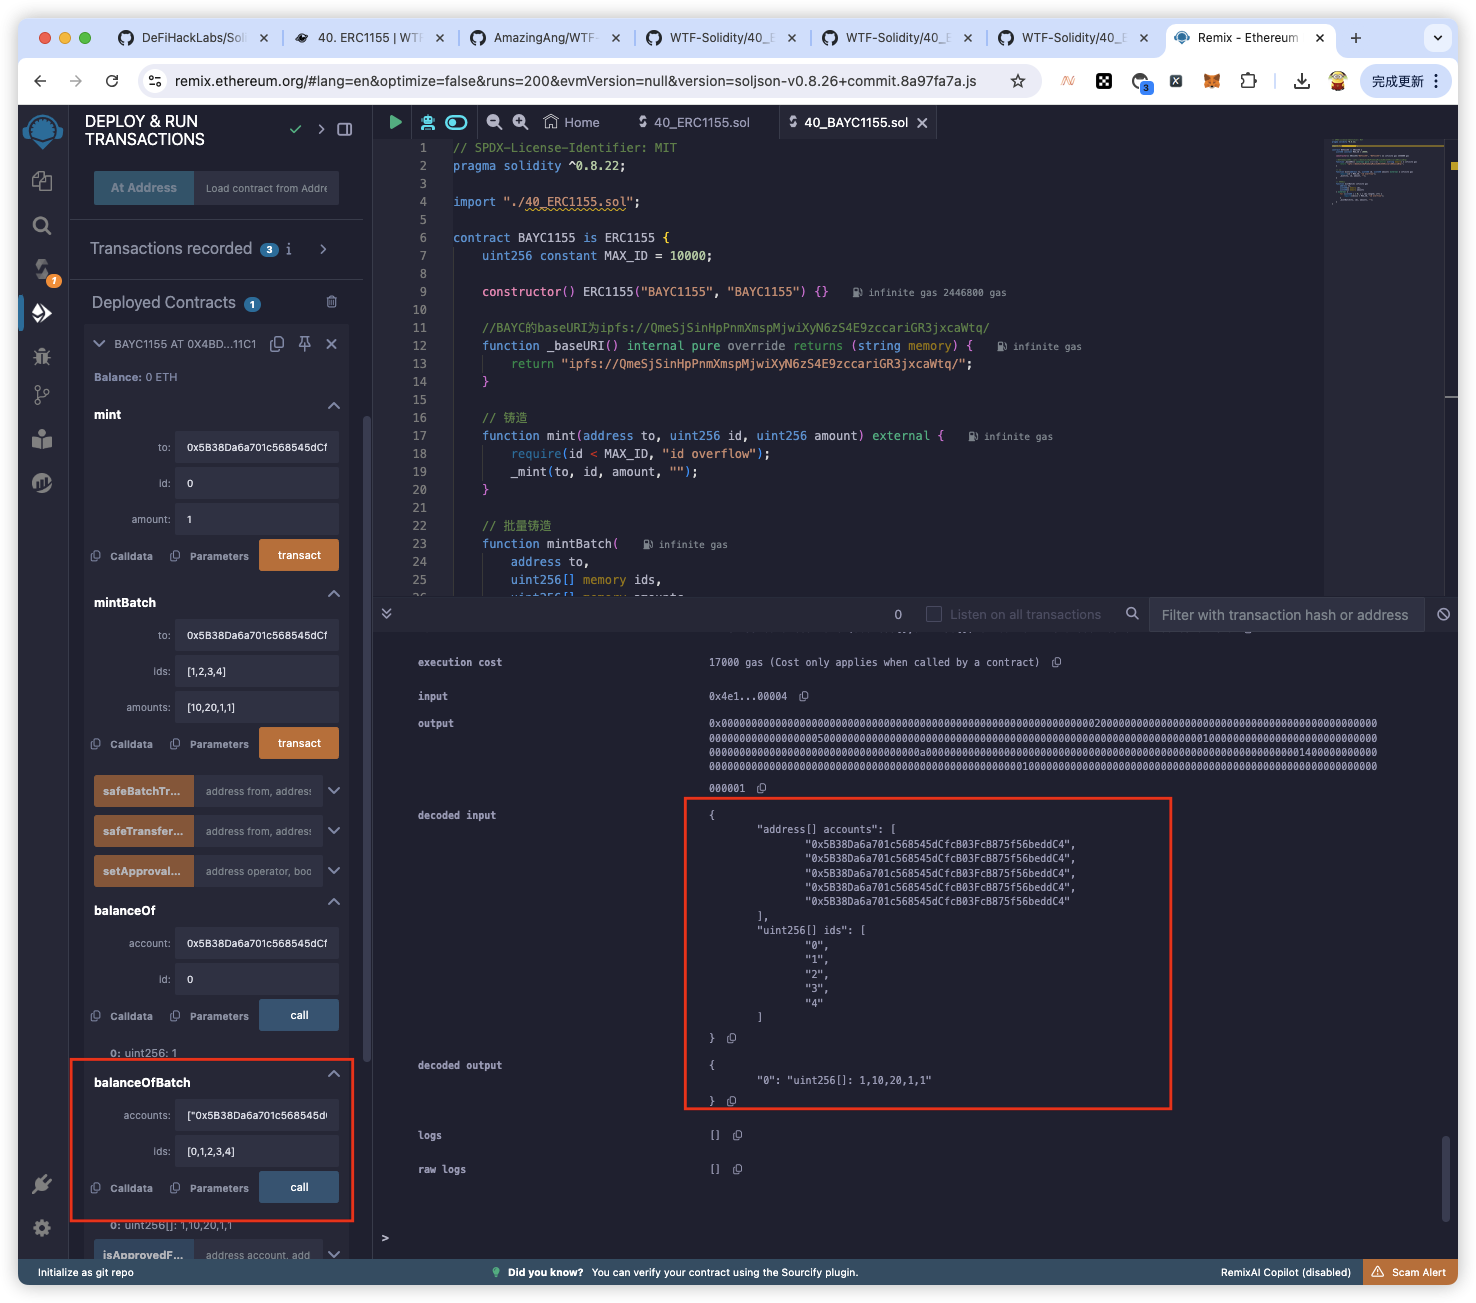 DeFiHackLabs/Soli
40. ERC1155 | WTF
AmazingAng/WTF-
WTF-Solidity/40_E
WTF-Solidity/40_E
WTF-Solidity/40_E
Remix - Ethereum
remix.ethereum.org/#lang=en&optimize=false&runs=200&evmVersion=null&version=soljson-v0.8.26+commit.8a97fa7a.js
3
完成更新
DEPLOY & RUN
TRANSACTIONS
At Address
Load contract from Addre
Transactions recorded 3 i
1
Deployed Contracts 1
BAYC1155 AT 0X4BD...11C1
Balance: 0 ETH
mint
to: 0x5B38Da6a701c568545dCf
id: 0
amount: 1
Calldata Parameters transact
mintBatch
to: 0x5B38Da6a701c568545dCf
ids: [1,2,3,4]
amounts: [10,20,1,1]
Calldata Parameters transact
safeBatchTr... address from, address
safeTransfer... address from, address
setApproval... address operator, boo
balanceOf
account: 0x5B38Da6a701c568545dCf
id: 0
Calldata Parameters call
0: uint256: 1
balanceOfBatch
accounts: ["0x5B38Da6a701c568545d
ids: [0,1,2,3,4]
Calldata Parameters call
0: uint256[]: 1,10,20,1,1
isApprovedF... address account, add
Home
40_ERC1155.sol
40_BAYC1155.sol
1 // SPDX-License-Identifier: MIT
2 pragma solidity ^0.8.22;
3
4 import "./40_ERC1155.sol";
5
6 contract BAYC1155 is ERC1155 {
7 uint256 constant MAX_ID = 10000;
8
9 constructor() ERC1155("BAYC1155", "BAYC1155") {} infinite gas 2446800 gas
10
11 //BAYC的baseURI为ipfs://QmeSjSinHpPnmXmspMjwiXyN6zS4E9zccariGR3jxcaWtq/
12 function _baseURI() internal pure override returns (string memory) { infinite gas
13 return "ipfs://QmeSjSinHpPnmXmspMjwiXyN6zS4E9zccariGR3jxcaWtq/";
14 }
15
16 // 铸造
17 function mint(address to, uint256 id, uint256 amount) external { infinite gas
18 require(id < MAX_ID, "id overflow");
19 _mint(to, id, amount, "");
20 }
21
22 // 批量铸造
23 function mintBatch( infinite gas
24 address to,
25 uint256[] memory ids,
0
Listen on all transactions
Filter with transaction hash or address
execution cost 17000 gas (Cost only applies when called by a contract)
input 0x4e1...00004
output
000001
decoded input {
"address[] accounts": [
"0x5B38Da6a701c568545dCfcB03FcB875f56beddC4",
"0x5B38Da6a701c568545dCfcB03FcB875f56beddC4",
"0x5B38Da6a701c568545dCfcB03FcB875f56beddC4",
"0x5B38Da6a701c568545dCfcB03FcB875f56beddC4",
"0x5B38Da6a701c568545dCfcB03FcB875f56beddC4"
],
"uint256[] ids": [
"0",
"1",
"2",
"3",
"4"
]
}
decoded output {
"0": "uint256[]: 1,10,20,1,1"
}
logs []
raw logs []
>
Initialize as git repo
Did you know? You can verify your contract using the Sourcify plugin.
RemixAI Copilot (disabled)
Scam Alert